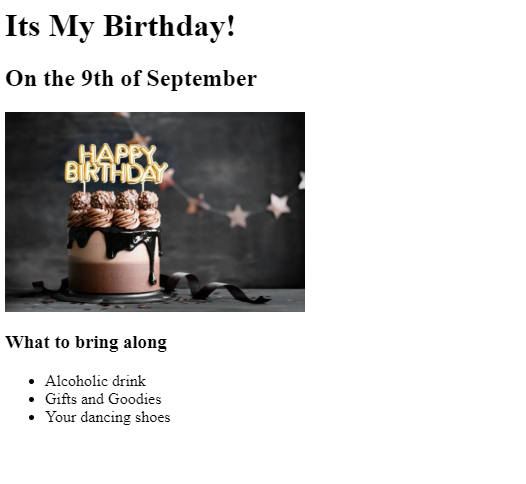 Its My Birthday!
On the 9th of September
HAPPY
BIRTHDAY
What to bring along
Alcoholic drink
Gifts and Goodies
Your dancing shoes